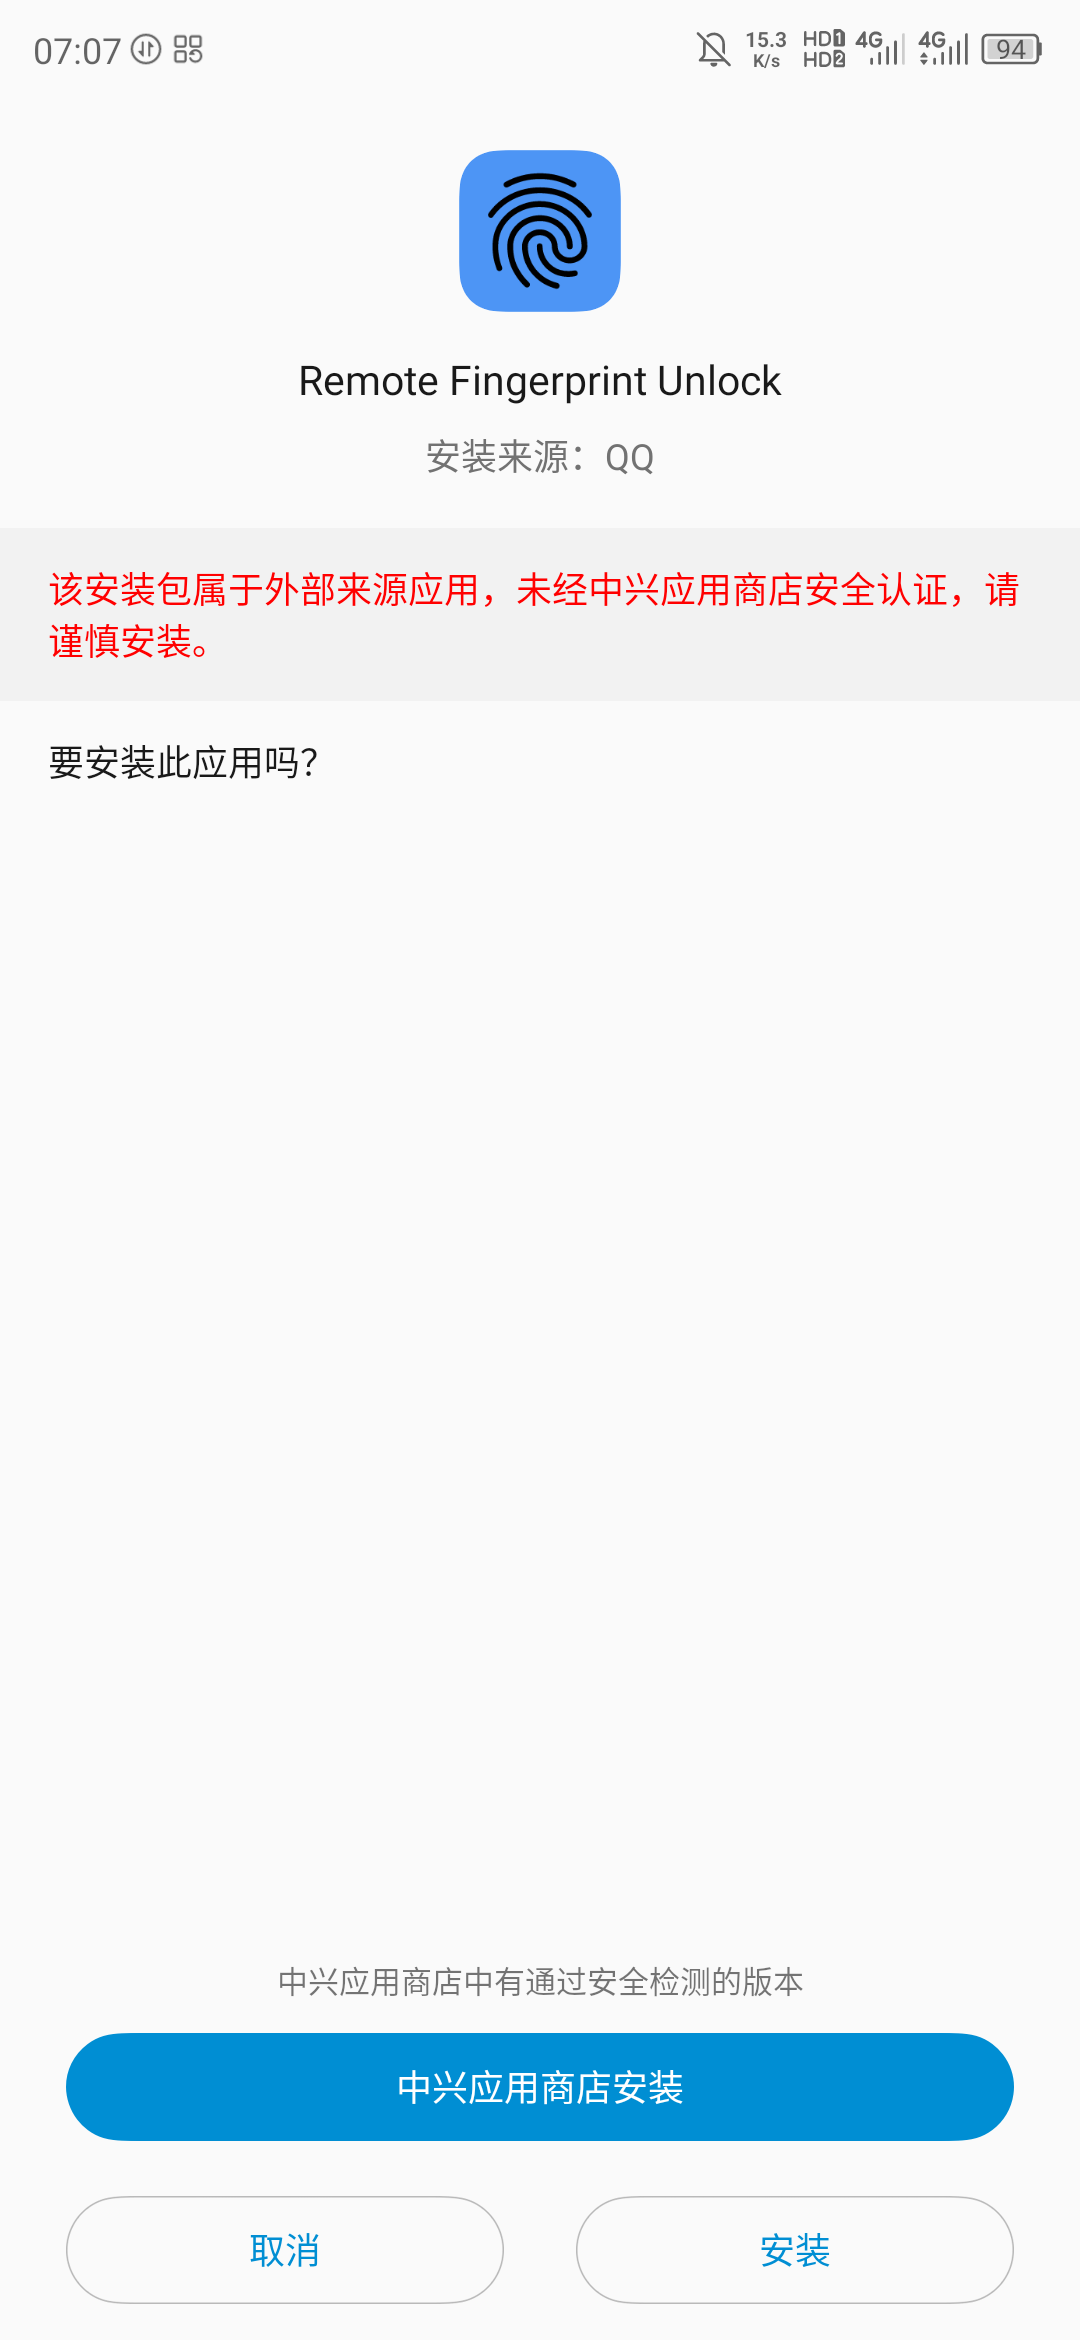 07:07
15.3 K/s HD1 HD2 4G 4G 94
Remote Fingerprint Unlock
安装来源：QQ
该安装包属于外部来源应用，未经中兴应用商店安全认证，请
谨慎安装。
要安装此应用吗？
中兴应用商店中有通过安全检测的版本
中兴应用商店安装
取消
安装